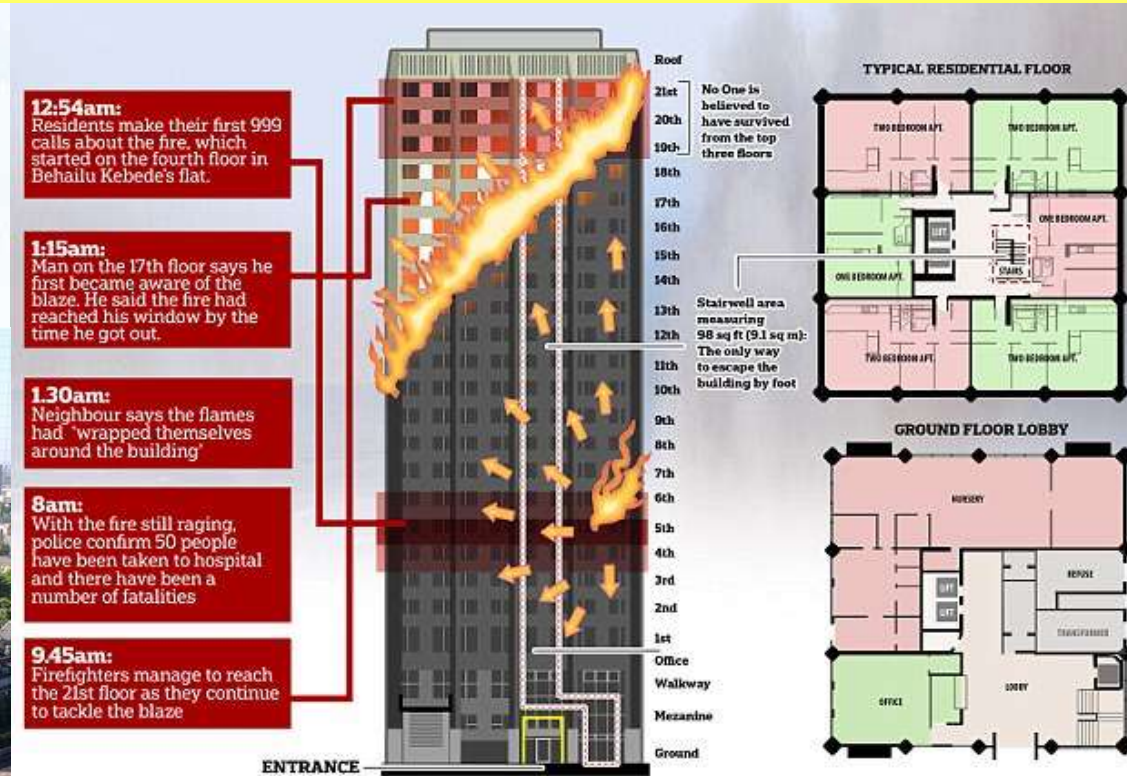 12:54am:
Residents make their first 999
calls about the fire, which
started on the fourth floor in
Behailu Kebede's flat.
1:15am:
Man on the 17th floor says he
first became aware of the
blaze. He said the fire had
reached his window by the
time he got out.
1.30am:
Neighbour says the flames
had `wrapped themselves
around the building'
8am:
With the fire still raging,
police confirm 50 people
have been taken to hospital
and there have been a
number of fatalities
9.45am:
Firefighters manage to reach
the 21st floor as they continue
to tackle the blaze
ENTRANCE
Roof
21st
20th
19th
18th
17th
16th
15th
14th
13th
12th
11th
10th
9th
8th
7th
6th
5th
4th
3rd
2nd
1st
Office
Walkway
Mezanine
Ground
No One is
believed to
have survived
from the top
three floors
Stairwell area
measuring
98 sq ft (9.1 sq m):
The only way
to escape the
building by foot
TYPICAL RESIDENTIAL FLOOR
TWO BEDROOM APT.
TWO BEDROOM APT.
ONE BEDROOM APT.
LIFT
STAIRS
ONE BEDROOM APT.
TWO BEDROOM APT.
TWO BEDROOM APT.
GROUND FLOOR LOBBY
NURSERY
REFUSE
LIFT
LIFT
TRANSFORMER
LOBBY
OFFICE